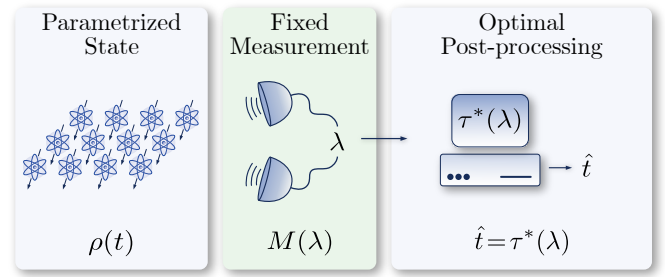 Parametrized
State
ρ(t)
Fixed
Measurement
λ
M(λ)
Optimal
Post-processing
τ*(λ)
t̂
t̂ = τ*(λ)